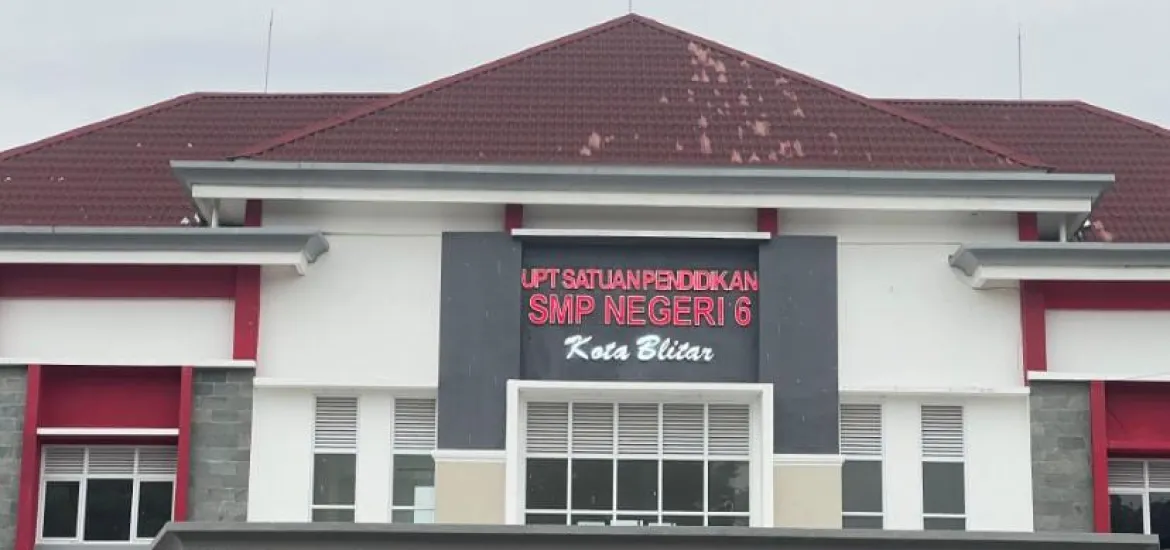 UPT SATUAN PENDIDIKAN
SMP NEGERI 6
Kota Blitar